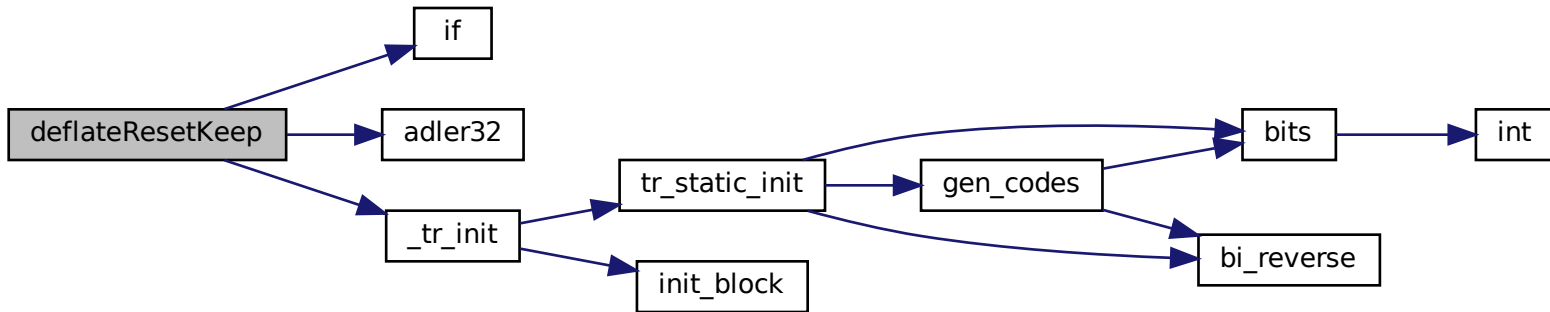 if
deflateResetKeep
adler32
_tr_init
tr_static_init
init_block
gen_codes
bits
bi_reverse
int